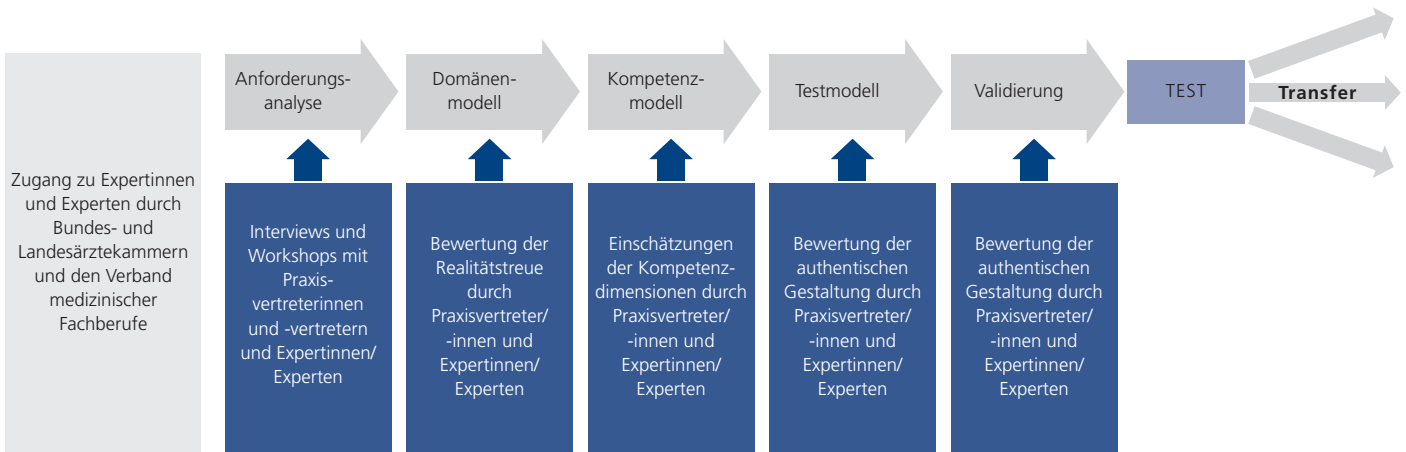 Zugang zu Expertinnen
und Experten durch
Bundes- und
Landesärztekammern
und den Verband
medizinischer
Fachberufe
Anforderungs-
analyse
Domänen-
modell
Kompetenz-
modell
Testmodell
Validierung
TEST
Transfer
Interviews und
Workshops mit
Praxis-
vertreterinnen
und -vertretern
und Expertinnen/
Experten
Bewertung der
Realitätstreue
durch
Praxisvertreter/
-innen und
Expertinnen/
Experten
Einschätzungen
der Kompetenz-
dimensionen durch
Praxisvertreter/
-innen und
Expertinnen/
Experten
Bewertung der
authentischen
Gestaltung durch
Praxisvertreter/
-innen und
Expertinnen/
Experten
Bewertung der
authentischen
Gestaltung durch
Praxisvertreter/
-innen und
Expertinnen/
Experten